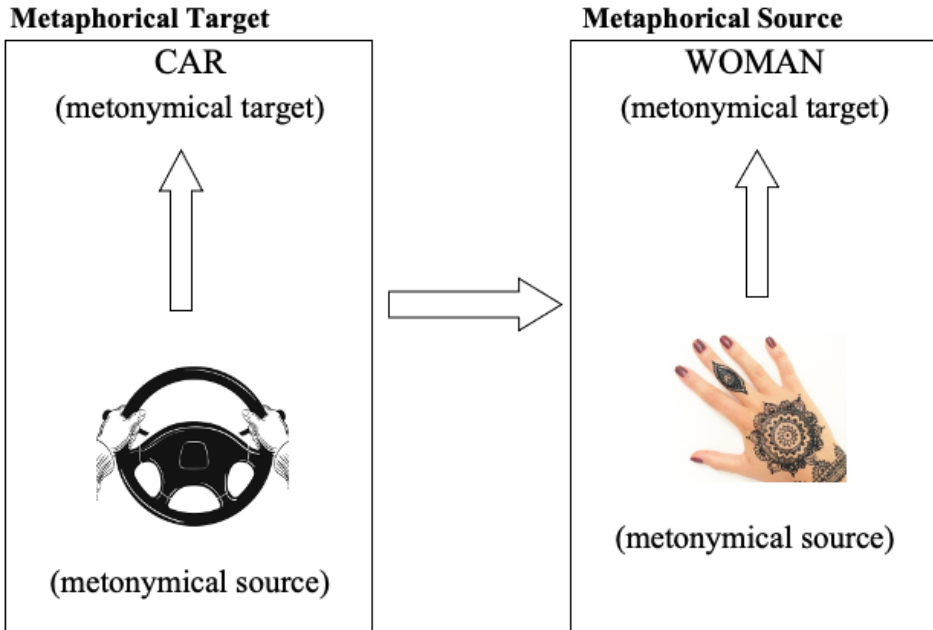 Metaphorical Target
CAR
(metonymical target)
(metonymical source)
Metaphorical Source
WOMAN
(metonymical target)
(metonymical source)